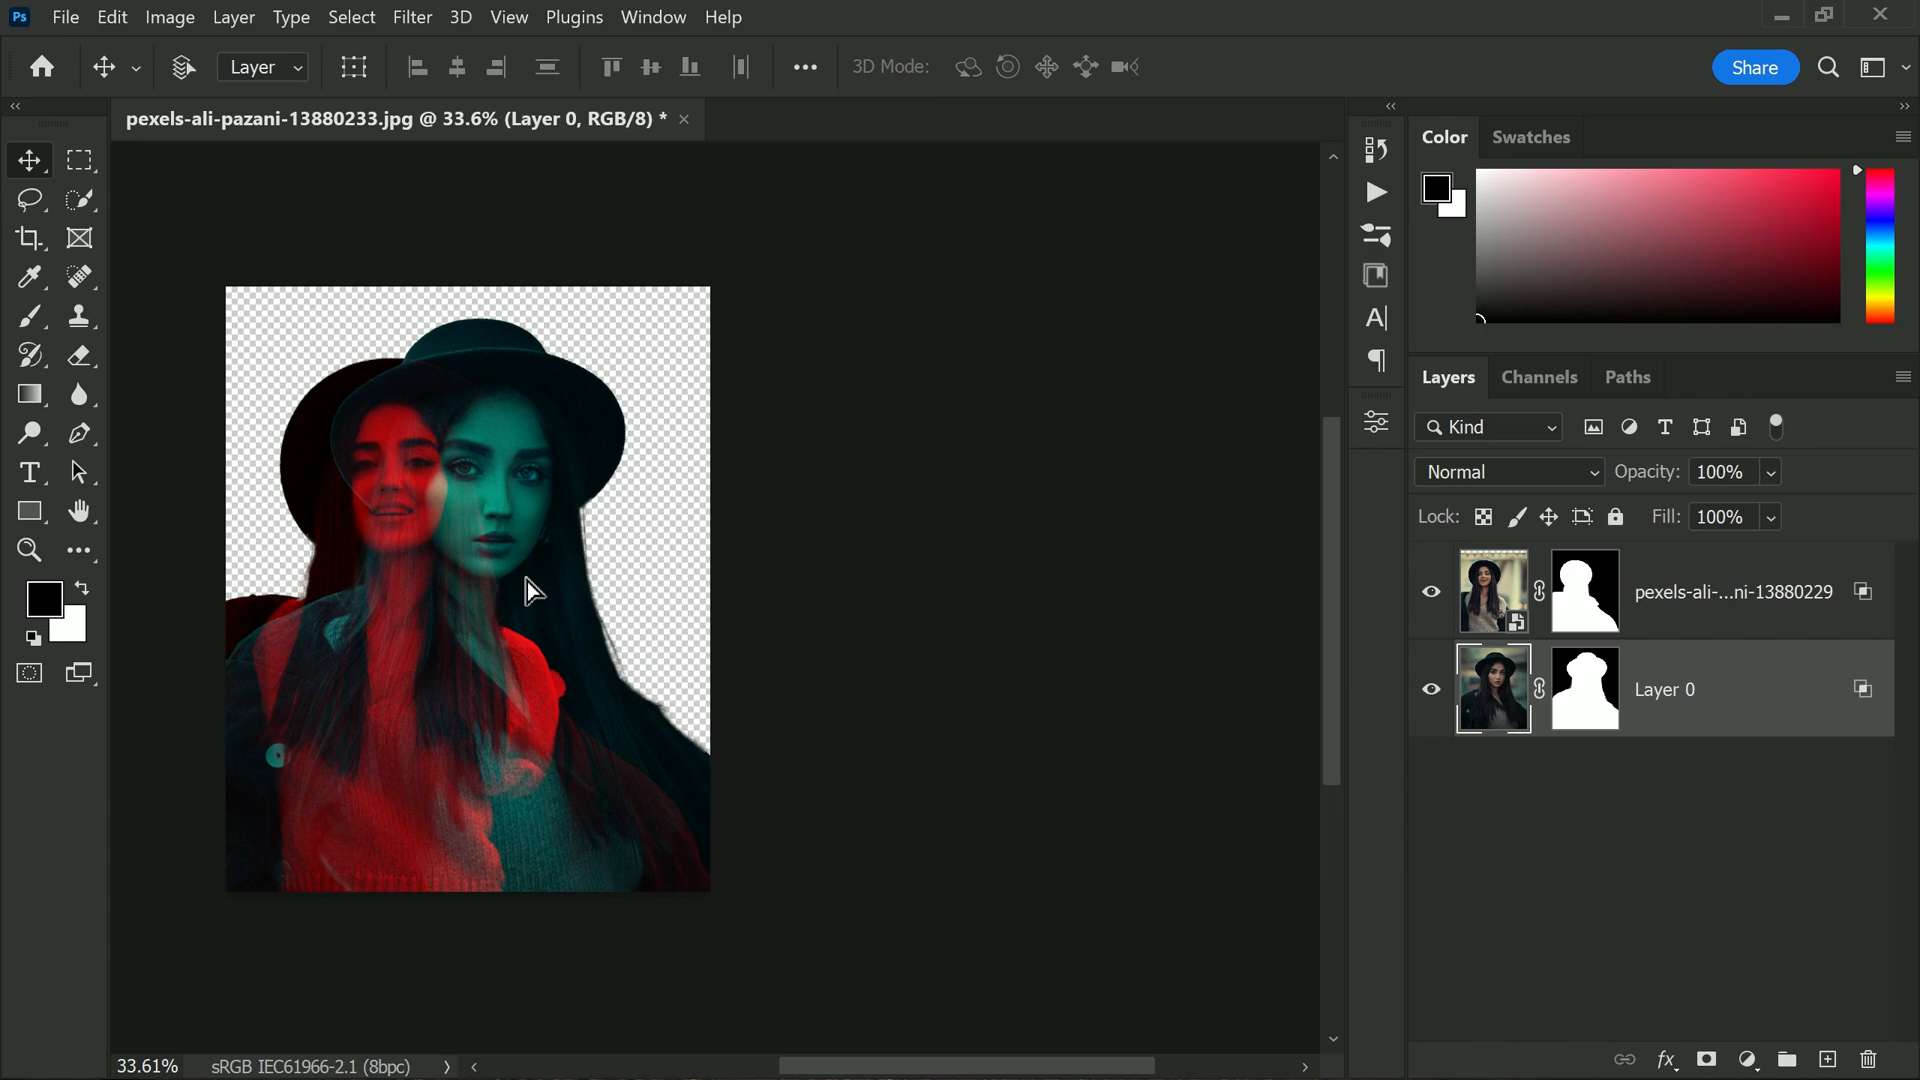 Ps File Edit Image Layer Type Select Filter 3D View Plugins Window Help
Layer 3D Mode: Share
pexels-ali-pazani-13880233.jpg @ 33.6% (Layer 0, RGB/8) *
Color Swatches
Layers Channels Paths
Kind
Normal Opacity: 100%
Lock: Fill: 100%
pexels-ali-...ni-13880229
Layer 0
33.61% sRGB IEC61966-2.1 (8bpc)
fx